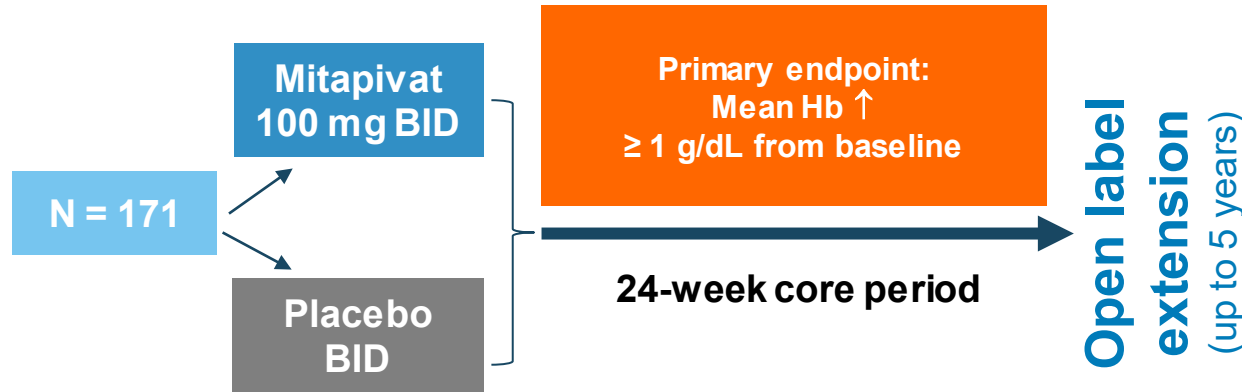 N = 171
Mitapivat
100 mg BID
Placebo
BID
Primary endpoint:
Mean Hb ↑
≥ 1 g/dL from baseline
24-week core period
Open label
extension
(up to 5 years)